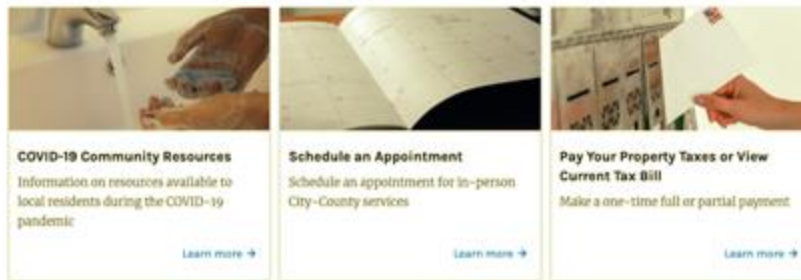 COVID-19 Community Resources
Information on resources available to
local residents during the COVID-19
pandemic
Learn more →
Schedule an Appointment
Schedule an appointment for in-person
City-County services
Learn more →
Pay Your Property Taxes or View
Current Tax Bill
Make a one-time full or partial payment
Learn more →